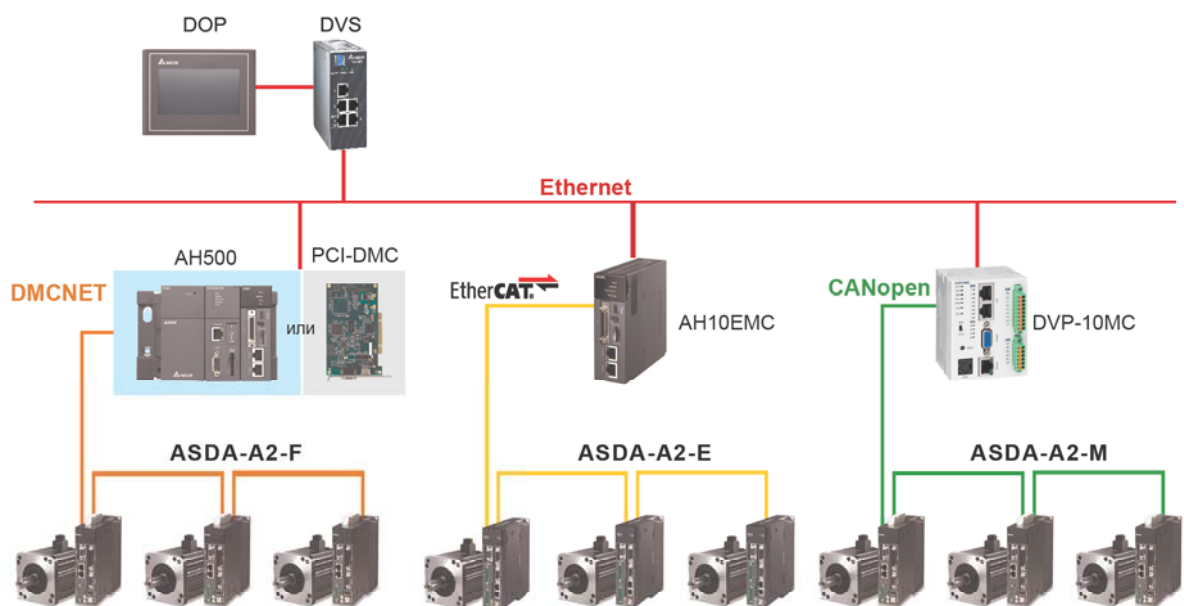 DOP
DVS
Ethernet
AH500
PCI-DMC
DMCNET
или
EtherCAT.
AH10EMC
CANopen
DVP-10MC
ASDA-A2-F
ASDA-A2-E
ASDA-A2-M